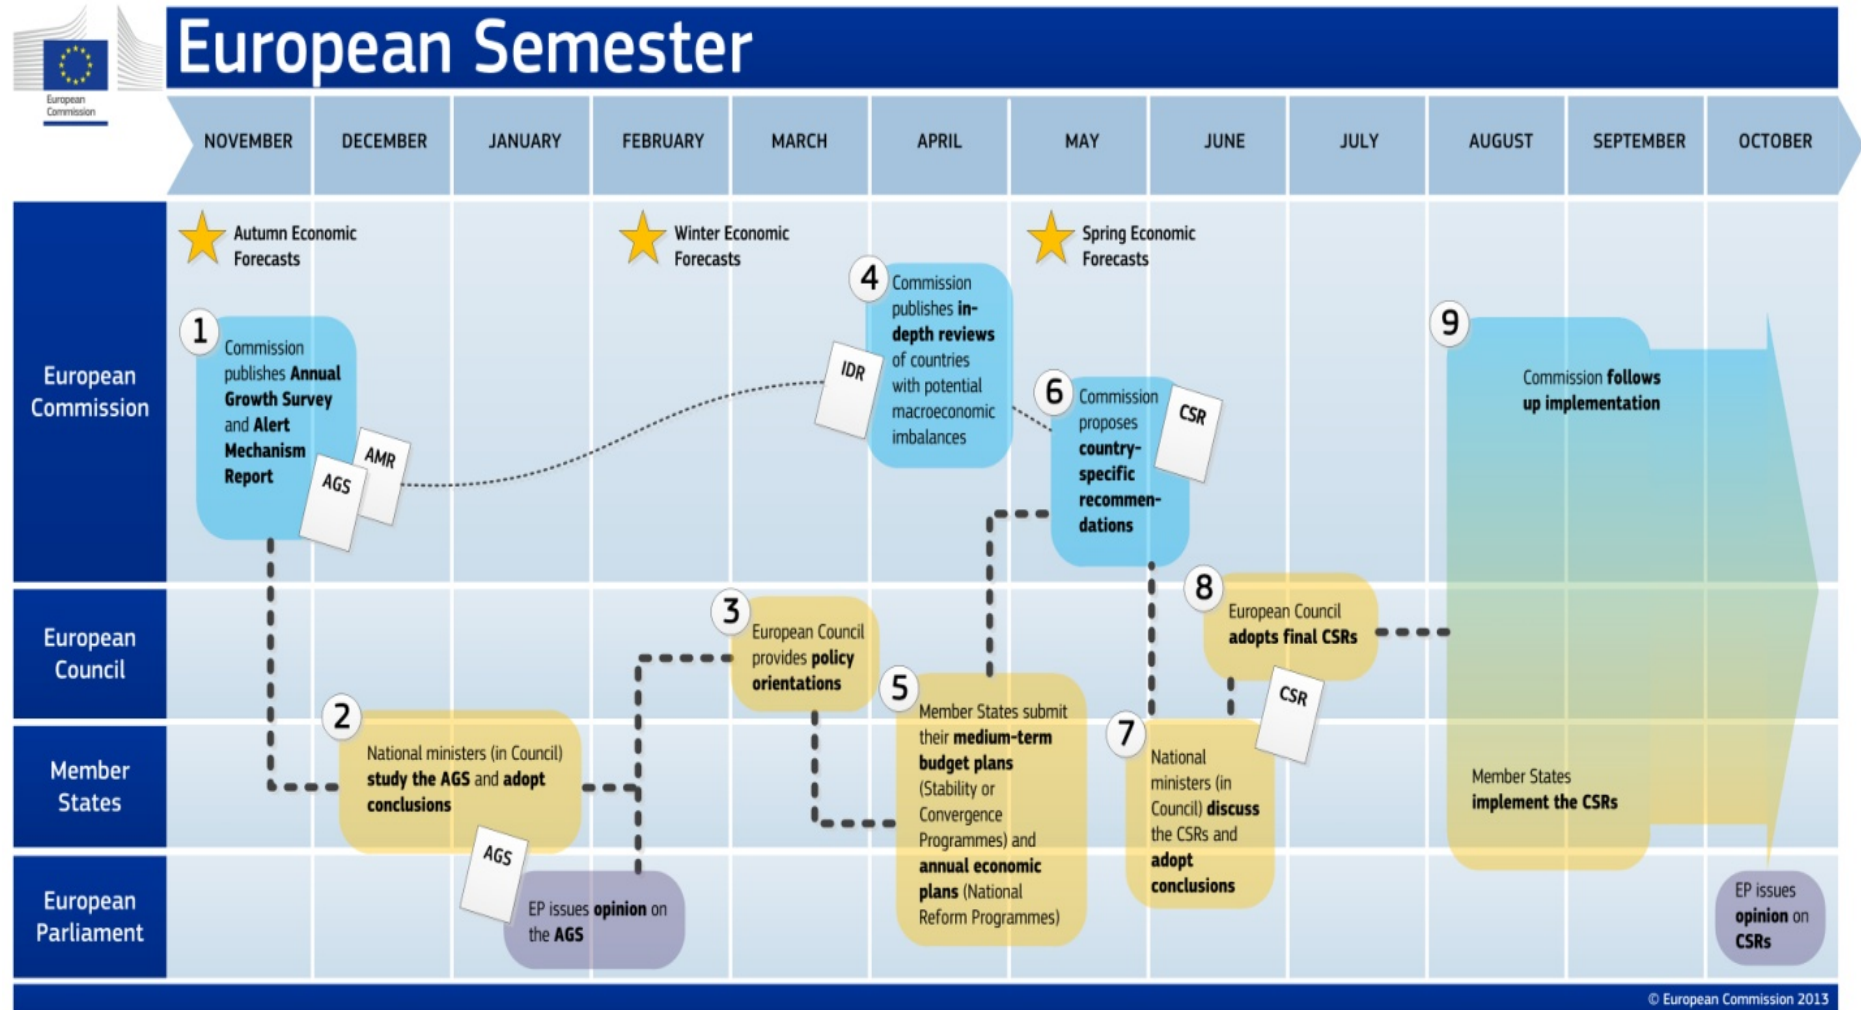 European Semester
European
Commission
NOVEMBER
DECEMBER
JANUARY
FEBRUARY
MARCH
APRIL
MAY
JUNE
JULY
AUGUST
SEPTEMBER
OCTOBER
European
Commission
Autumn Economic
Forecasts
Winter Economic
Forecasts
Spring Economic
Forecasts
1
Commission
publishes Annual
Growth Survey
and Alert
Mechanism
Report
AGS
AMR
IDR
4
Commission
publishes in-
depth reviews
of countries
with potential
macroeconomic
imbalances
6
Commission
proposes
country-
specific
recommen-
dations
CSR
9
Commission follows
up implementation
European
Council
3
European Council
provides policy
orientations
8
European Council
adopts final CSRs
CSR
Member
States
2
National ministers (in Council)
study the AGS and adopt
conclusions
AGS
5
Member States submit
their medium-term
budget plans
(Stability or
Convergence
Programmes) and
annual economic
plans (National
Reform Programmes)
7
National
ministers (in
Council) discuss
the CSRs and
adopt
conclusions
Member States
implement the CSRs
European
Parliament
EP issues opinion on
the AGS
EP issues
opinion on
CSRs
© European Commission 2013